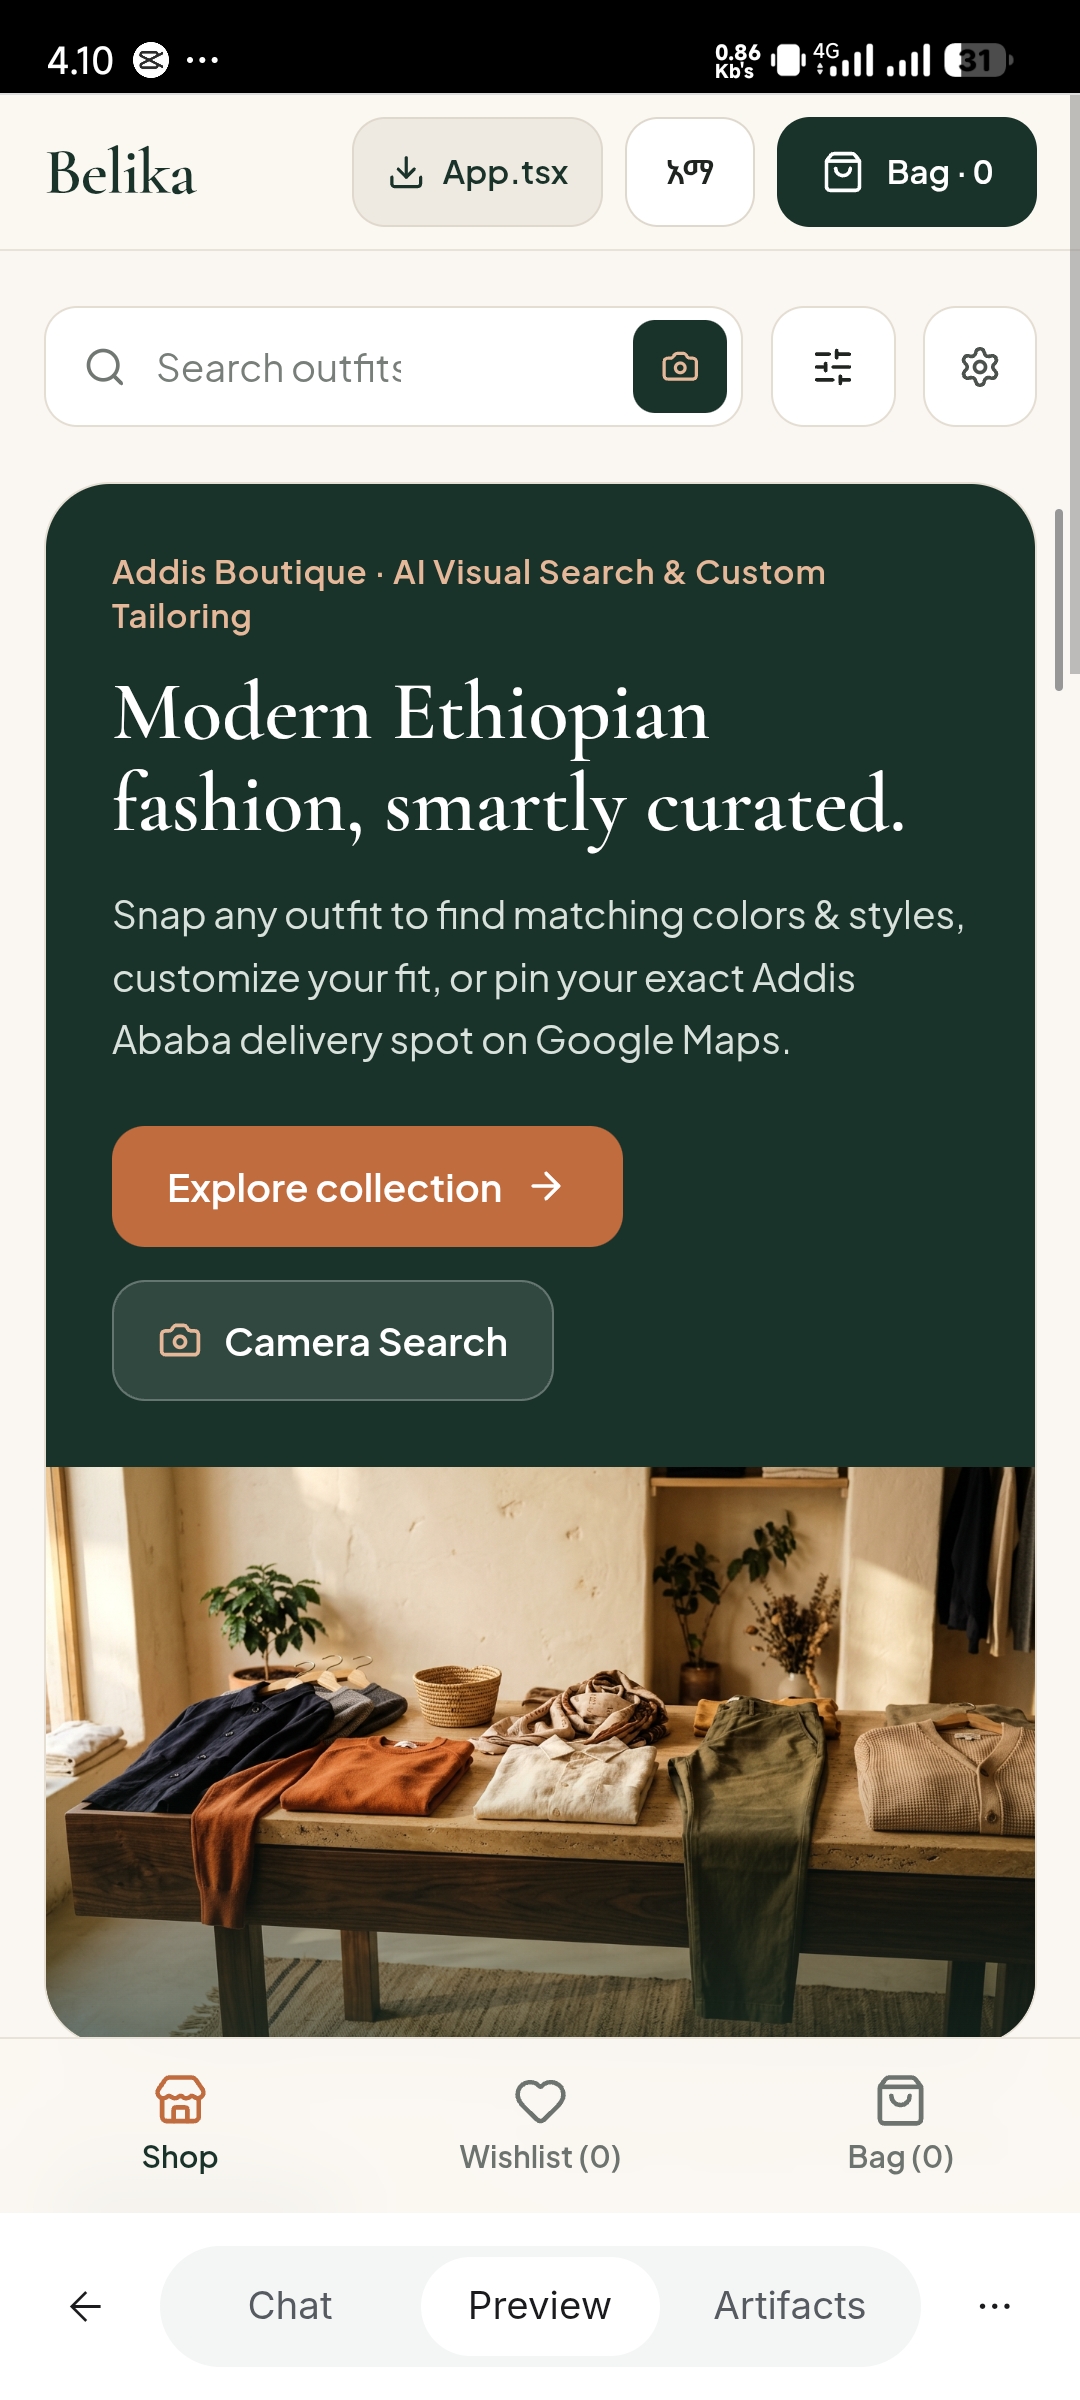 4.10
0.86
Kb's
4G
31
Belika
App.tsx
አማ
Bag · 0
Search outfits
Addis Boutique · AI Visual Search & Custom
Tailoring
Modern Ethiopian
fashion, smartly curated.
Snap any outfit to find matching colors & styles,
customize your fit, or pin your exact Addis
Ababa delivery spot on Google Maps.
Explore collection
Camera Search
Shop
Wishlist (0)
Bag (0)
Chat
Preview
Artifacts